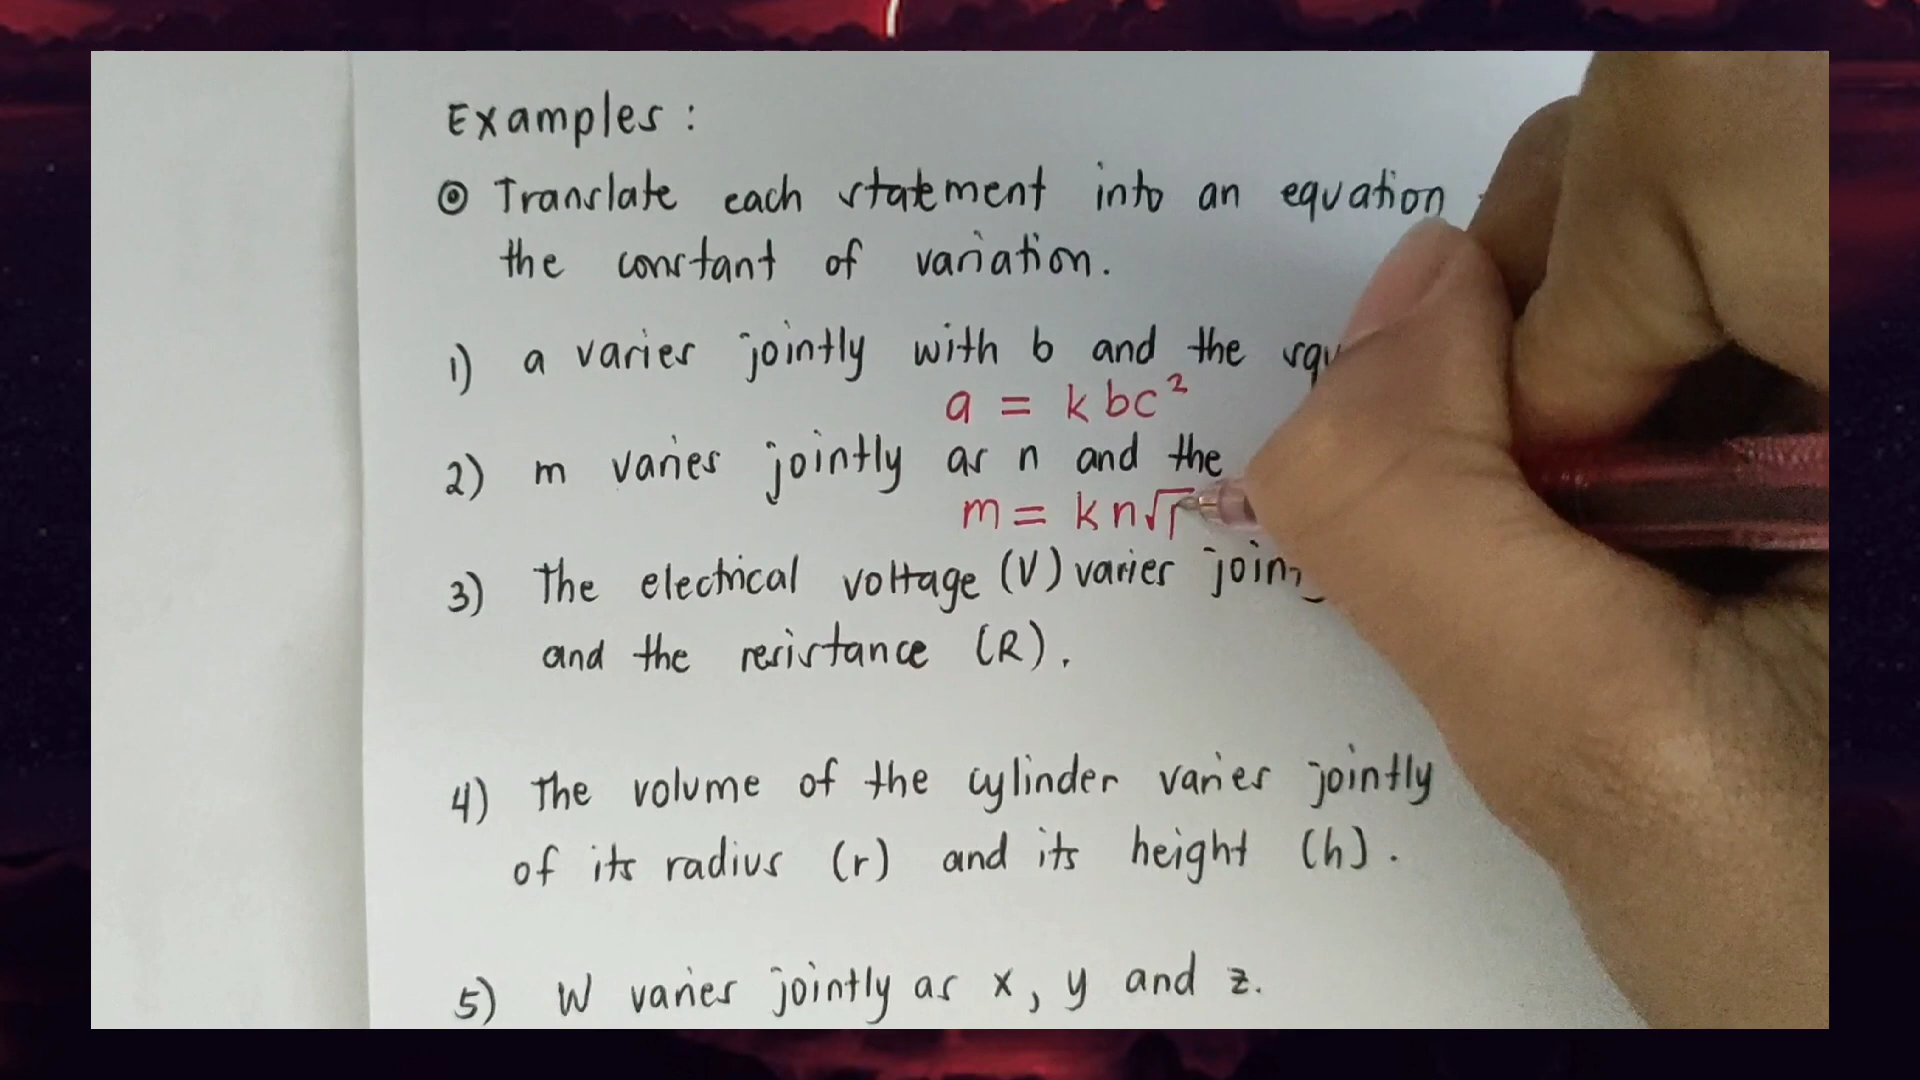 Examples :
Translate each statement into an equation
the constant of variation.
1) a varies jointly with b and the
a = k b c²
2) m varies jointly as n and the
m = k n √
3) The electrical voltage (V) varies
and the resistance (R).
4) The volume of the cylinder varies jointly
of its radius (r) and its height (h).
5) W varies jointly as x, y and z.